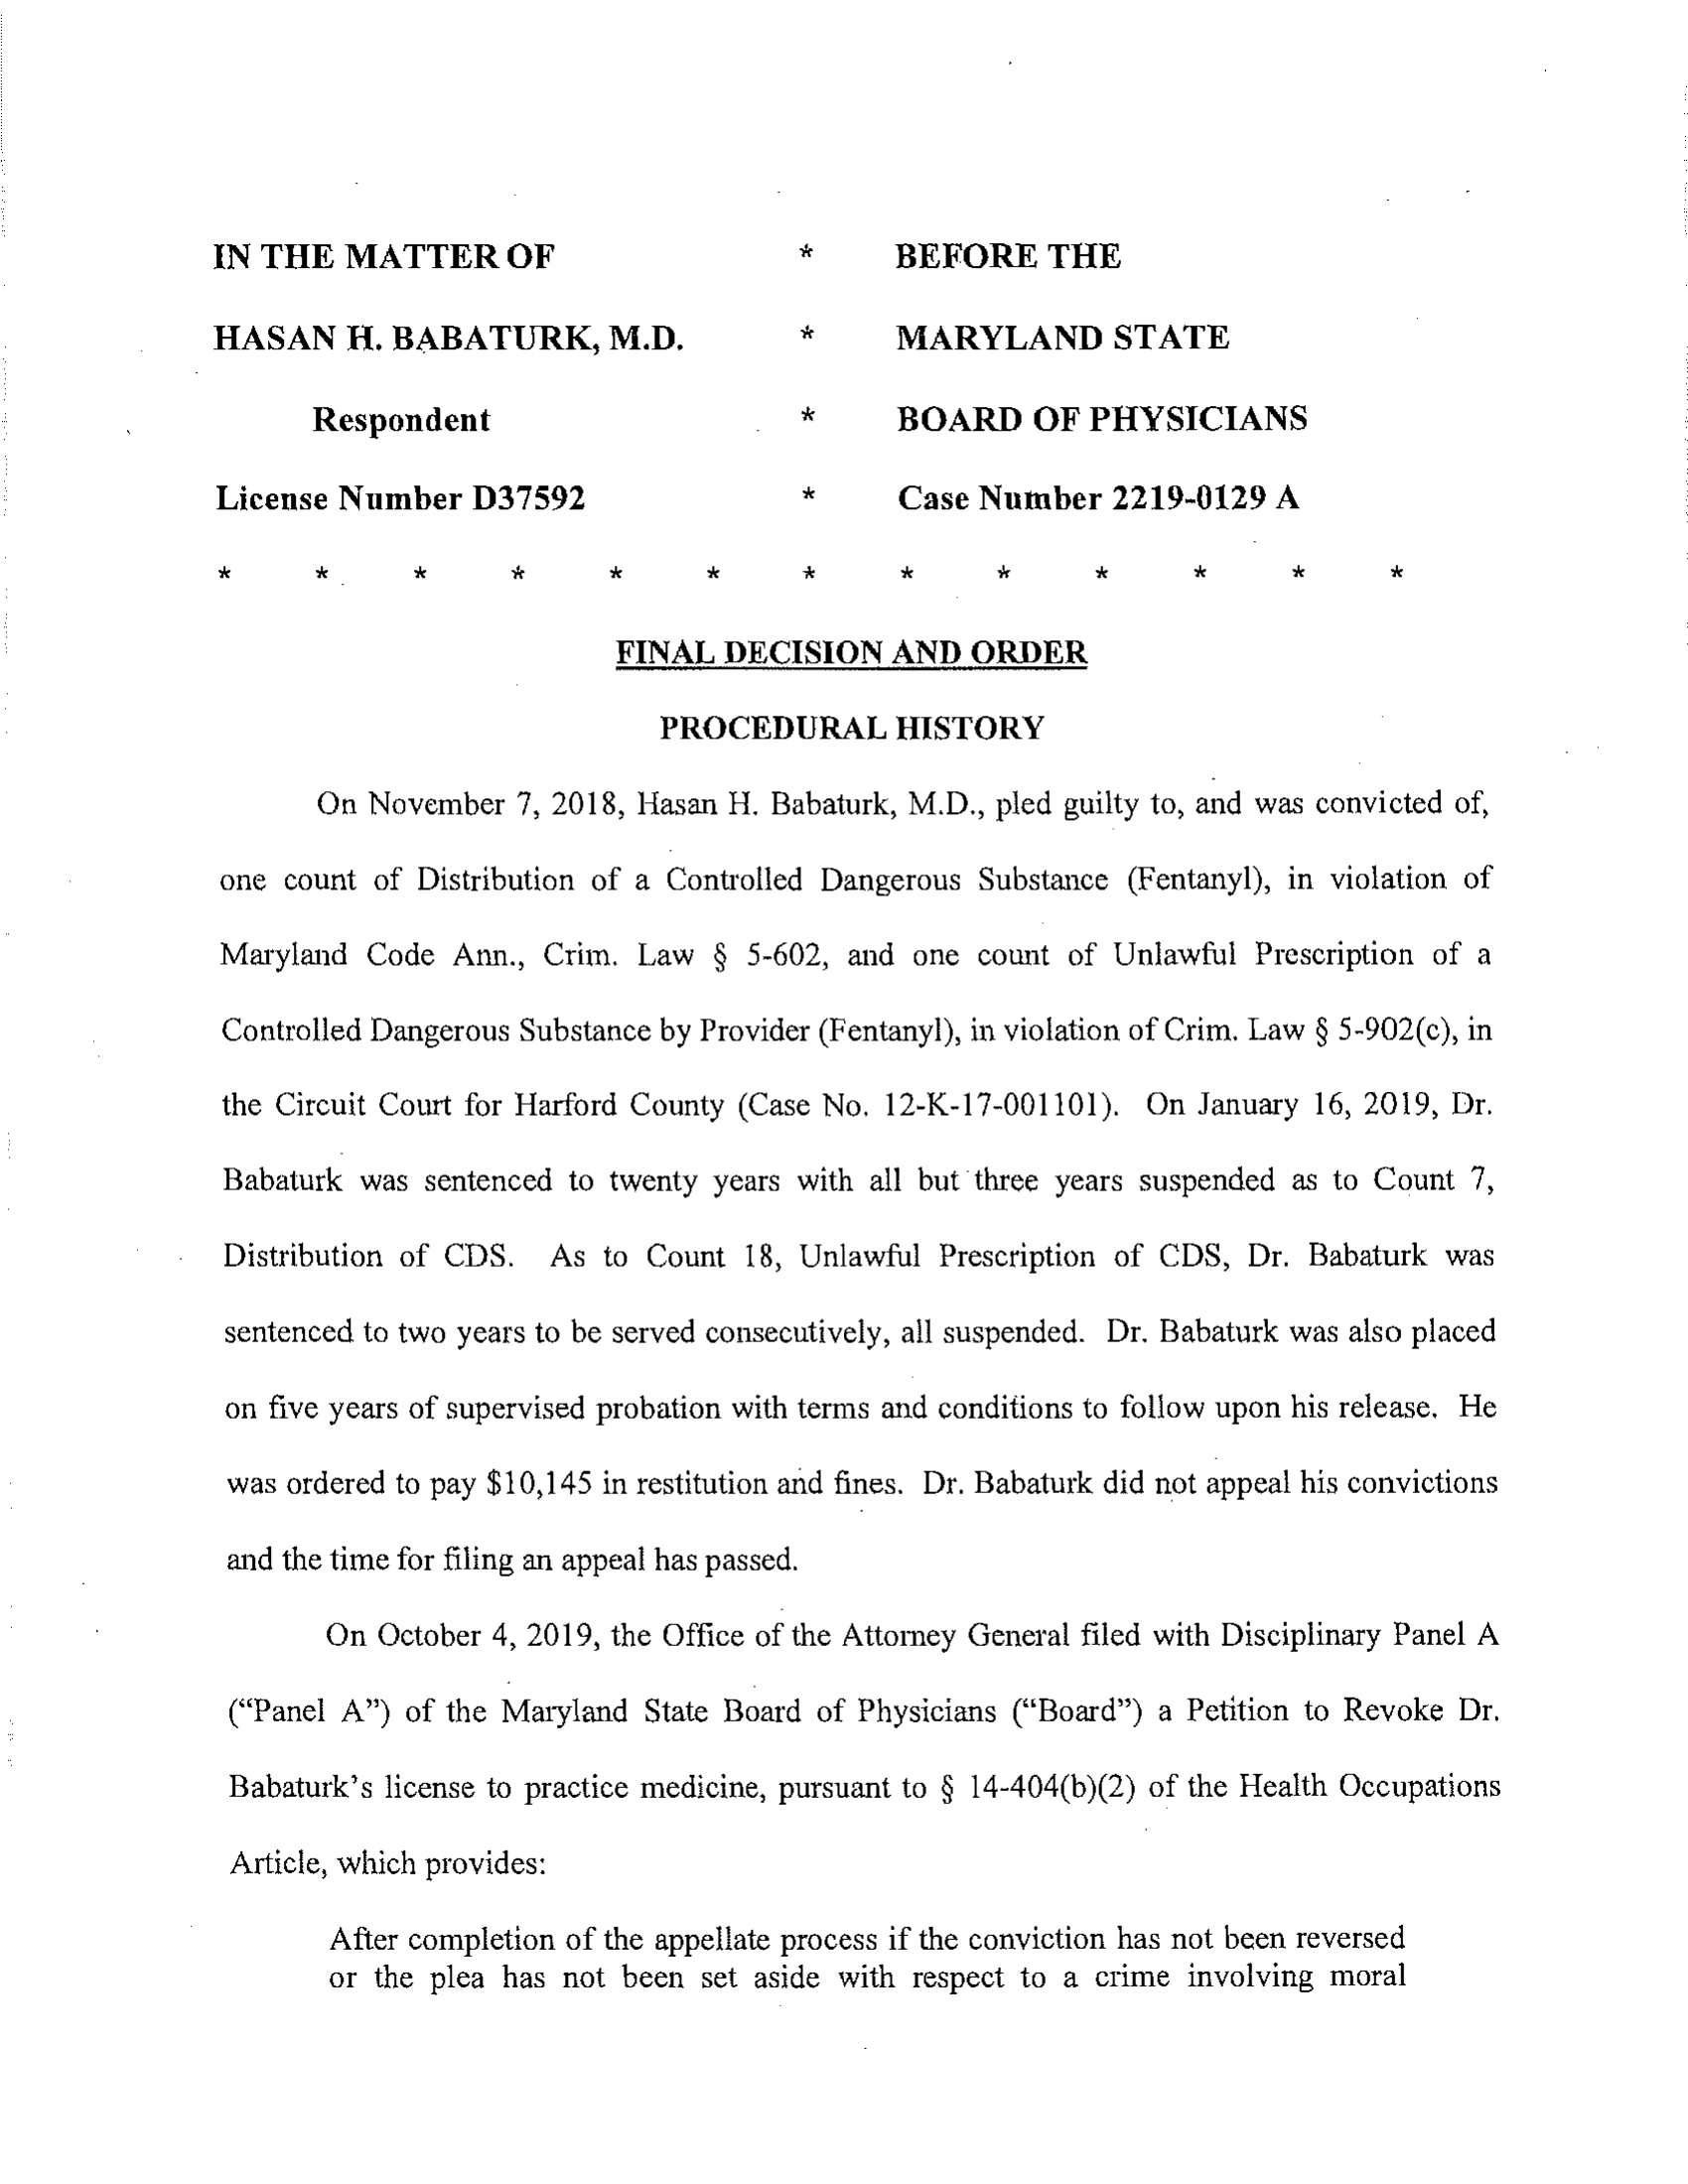 IN THE MATTER OF * BEFORE THE
HASAN H. BABATURK, M.D. * MARYLAND STATE
Respondent * BOARD OF PHYSICIANS
License Number D37592 * Case Number 2219-0129 A
* * * * * * * * * * * * *
FINAL DECISION AND ORDER
PROCEDURAL HISTORY
On November 7, 2018, Hasan H. Babaturk, M.D., pled guilty to, and was convicted of,
one count of Distribution of a Controlled Dangerous Substance (Fentanyl), in violation of
Maryland Code Ann., Crim. Law § 5-602, and one count of Unlawful Prescription of a
Controlled Dangerous Substance by Provider (Fentanyl), in violation of Crim. Law § 5-902(c), in
the Circuit Court for Harford County (Case No. 12-K-17-001101). On January 16, 2019, Dr.
Babaturk was sentenced to twenty years with all but three years suspended as to Count 7,
Distribution of CDS. As to Count 18, Unlawful Prescription of CDS, Dr. Babaturk was
sentenced to two years to be served consecutively, all suspended. Dr. Babaturk was also placed
on five years of supervised probation with terms and conditions to follow upon his release. He
was ordered to pay $10,145 in restitution and fines. Dr. Babaturk did not appeal his convictions
and the time for filing an appeal has passed.
On October 4, 2019, the Office of the Attorney General filed with Disciplinary Panel A
(“Panel A”) of the Maryland State Board of Physicians (“Board”) a Petition to Revoke Dr.
Babaturk’s license to practice medicine, pursuant to § 14-404(b)(2) of the Health Occupations
Article, which provides:
After completion of the appellate process if the conviction has not been reversed
or the plea has not been set aside with respect to a crime involving moral